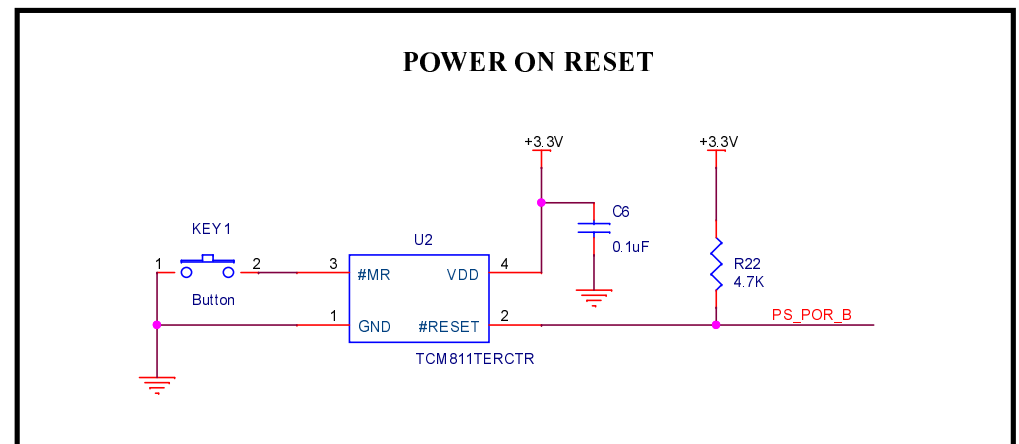 POWER ON RESET
+3.3V
+3.3V
C6
0.1uF
KEY1
1
2
Button
U2
3
#MR
VDD
4
1
GND
#RESET
2
TCM811TERCTR
R22
4.7K
PS_POR_B